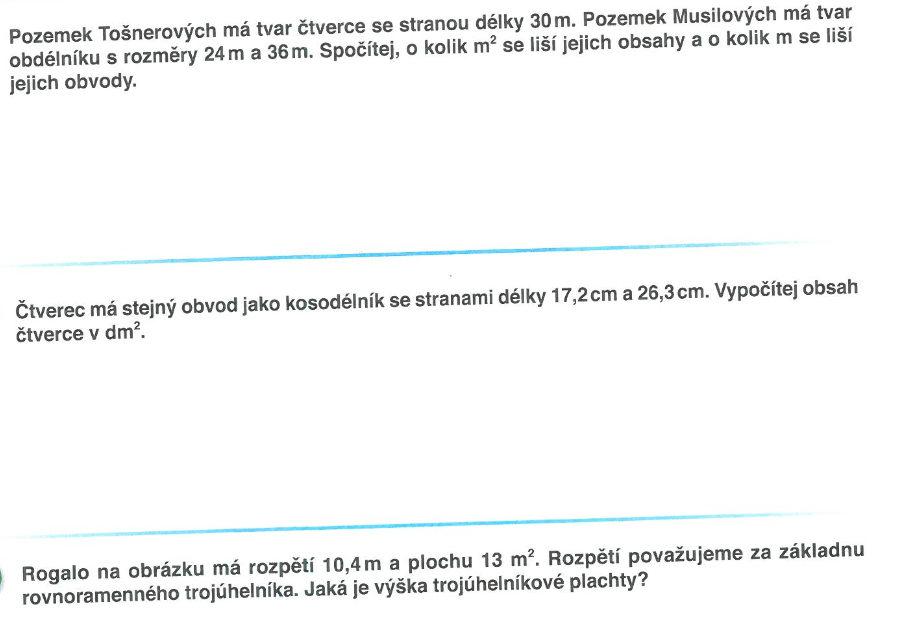 Pozemek Tošnerových má tvar čtverce se stranou délky 30 m. Pozemek Musilových má tvar
obdélníku s rozměry 24 m a 36 m. Spočítej, o kolik m² se liší jejich obsahy a o kolik m se liší
jejich obvody.
Čtverec má stejný obvod jako kosodélník se stranami délky 17,2 cm a 26,3 cm. Vypočítej obsah
čtverce v dm².
Rogalo na obrázku má rozpětí 10,4 m a plochu 13 m². Rozpětí považujeme za základnu
rovnoramenného trojúhelníka. Jaká je výška trojúhelníkové plachty?